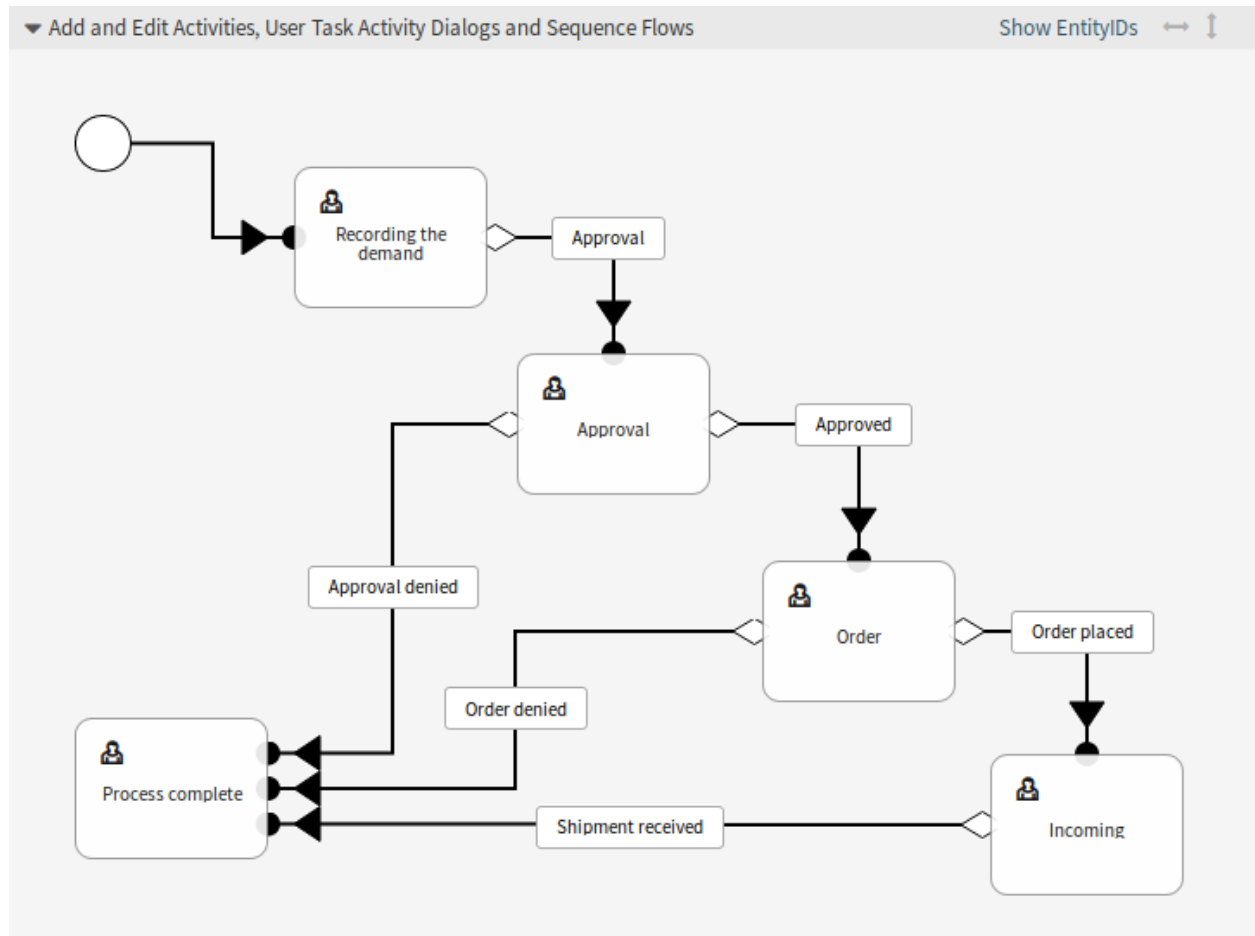 Add and Edit Activities, User Task Activity Dialogs and Sequence Flows
Show EntityIDs
Recording the
demand
Approval
Approval
Approved
Approval denied
Order
Order placed
Order denied
Process complete
Shipment received
Incoming